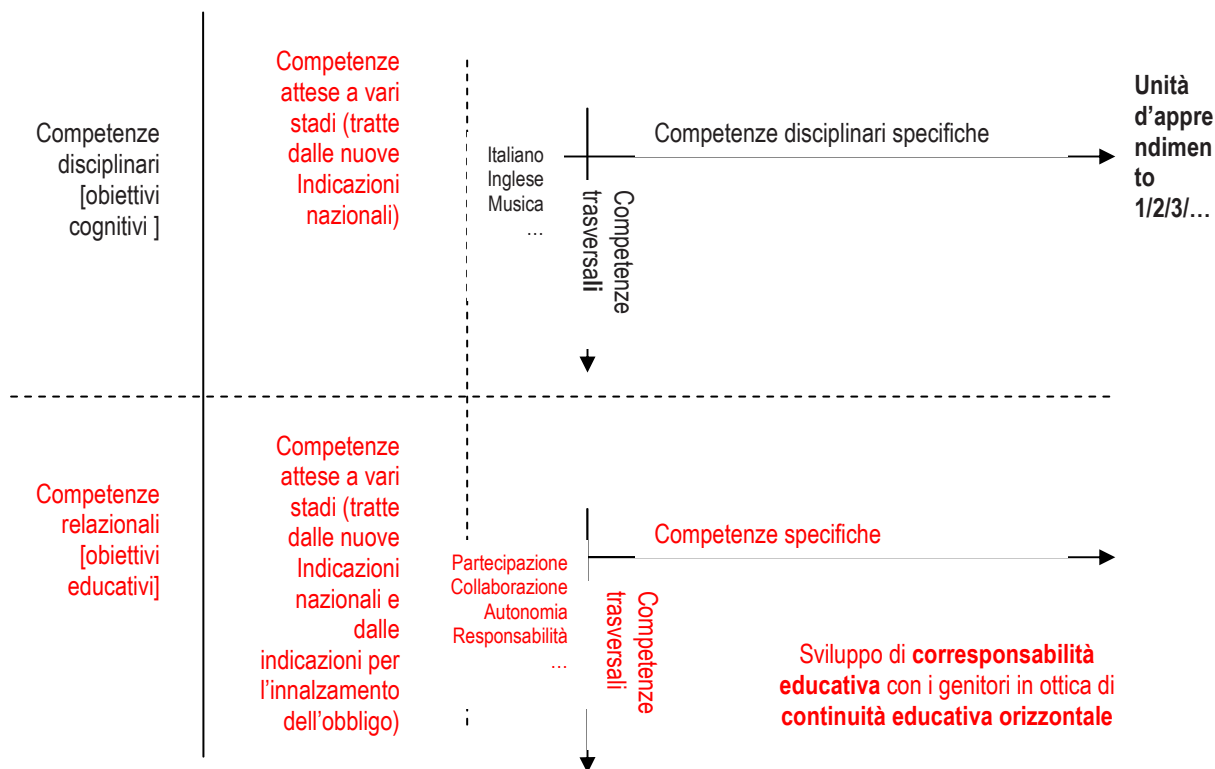 Competenze
disciplinari
[obiettivi
cognitivi ]
Competenze
attese a vari
stadi (tratte
dalle nuove
Indicazioni
nazionali)
Italiano
Inglese
Musica
…
Competenze
trasversali
Competenze disciplinari specifiche
Unità
d’appre
ndimen
to
1/2/3/…
Competenze
relazionali
[obiettivi
educativi]
Competenze
attese a vari
stadi (tratte
dalle nuove
Indicazioni
nazionali e
dalle
indicazioni per
l’innalzamento
dell’obbligo)
Partecipazione
Collaborazione
Autonomia
Responsabilità
…
Competenze
trasversali
Competenze specifiche
Sviluppo di corresponsabilità
educativa con i genitori in ottica di
continuità educativa orizzontale